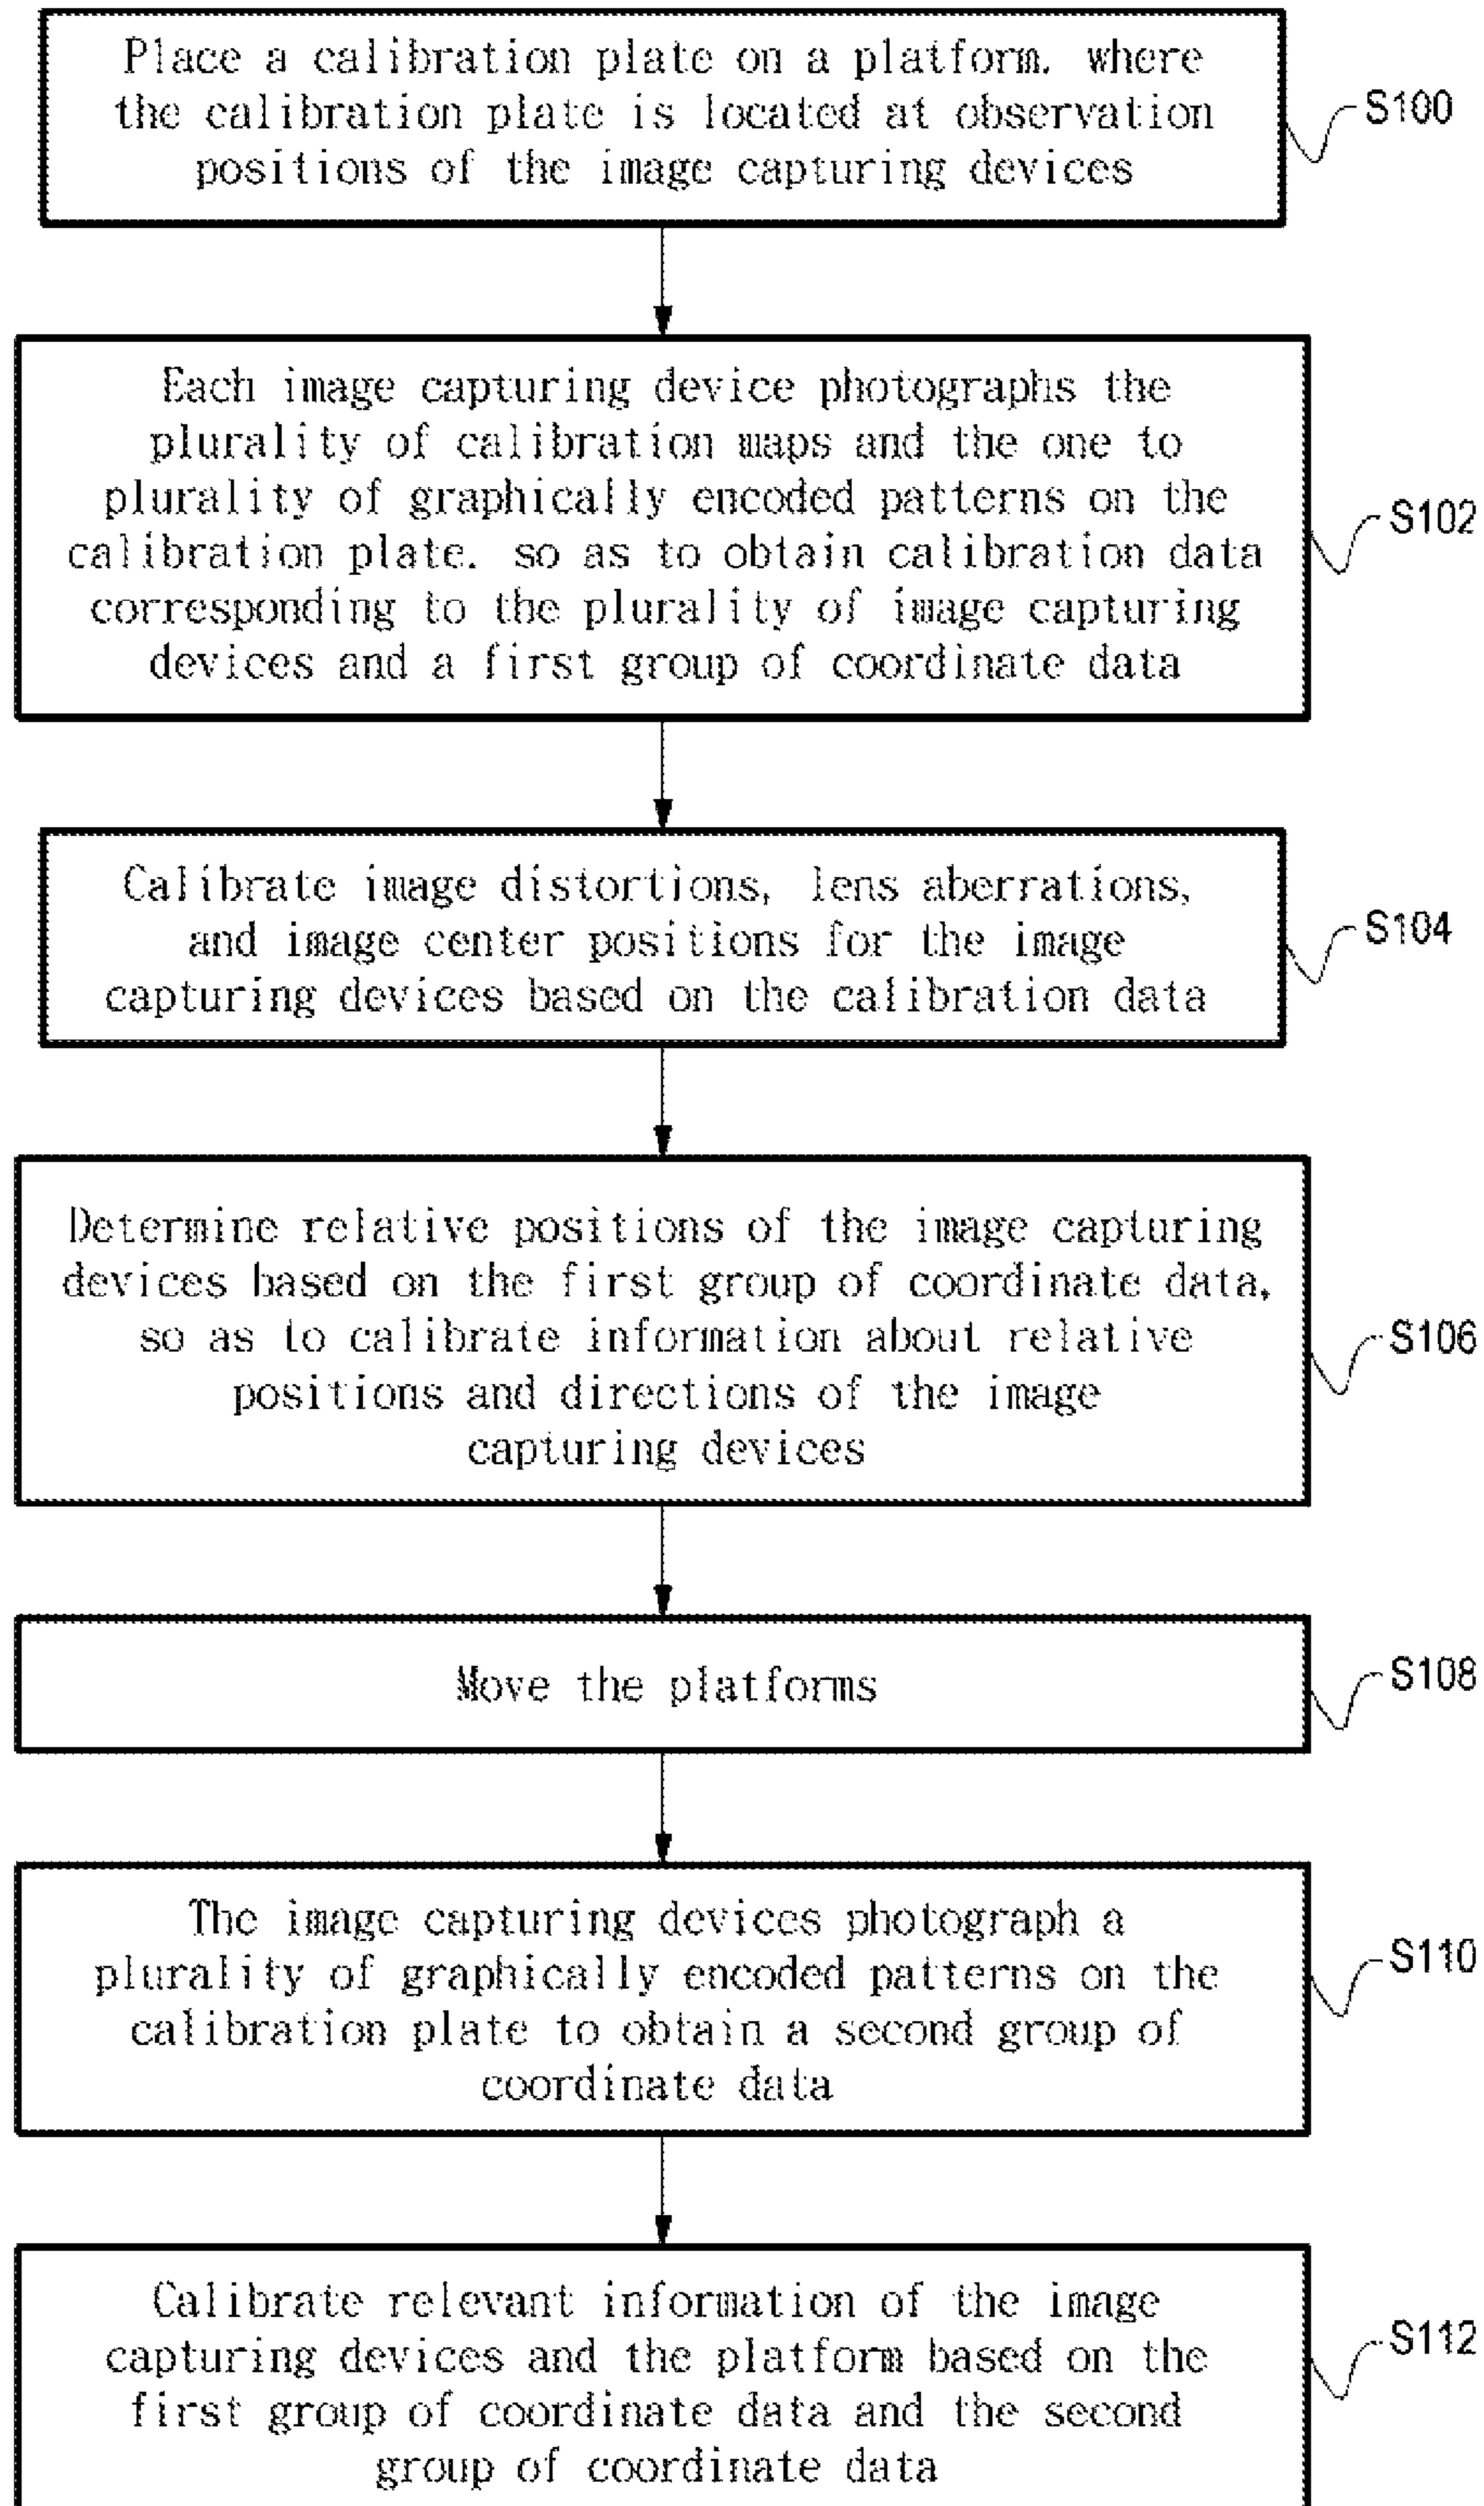 Place a calibration plate on a platform. where
the calibration plate is located at observation
positions of the image capturing devices
S100
Each image capturing device photographs the
plurality of calibration maps and the one to
plurality of graphically encoded patterns on the
calibration plate. so as to obtain calibration data
corresponding to the plurality of image capturing
devices and a first group of coordinate data
S102
Calibrate image distortions, lens aberrations,
and image center positions for the image
capturing devices based on the calibration data
S104
Determine relative positions of the image capturing
devices based on the first group of coordinate data,
so as to calibrate information about relative
positions and directions of the image
capturing devices
S106
Move the platforms
S108
The image capturing devices photograph a
plurality of graphically encoded patterns on the
calibration plate to obtain a second group of
coordinate data
S110
Calibrate relevant information of the image
capturing devices and the platform based on the
first group of coordinate data and the second
group of coordinate data
S112